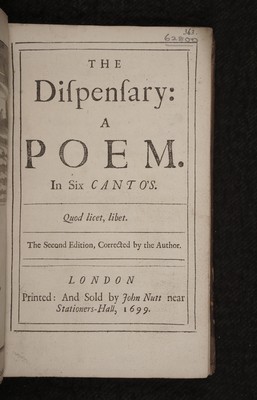 THE
Diſpenſary:
A
POEM.
In Six CANTO'S.
Quod licet, libet.
The Second Edition, Corrected by the Author.
LONDON
Printed: And Sold by John Nutt near
Stationers-Hall, 1699.